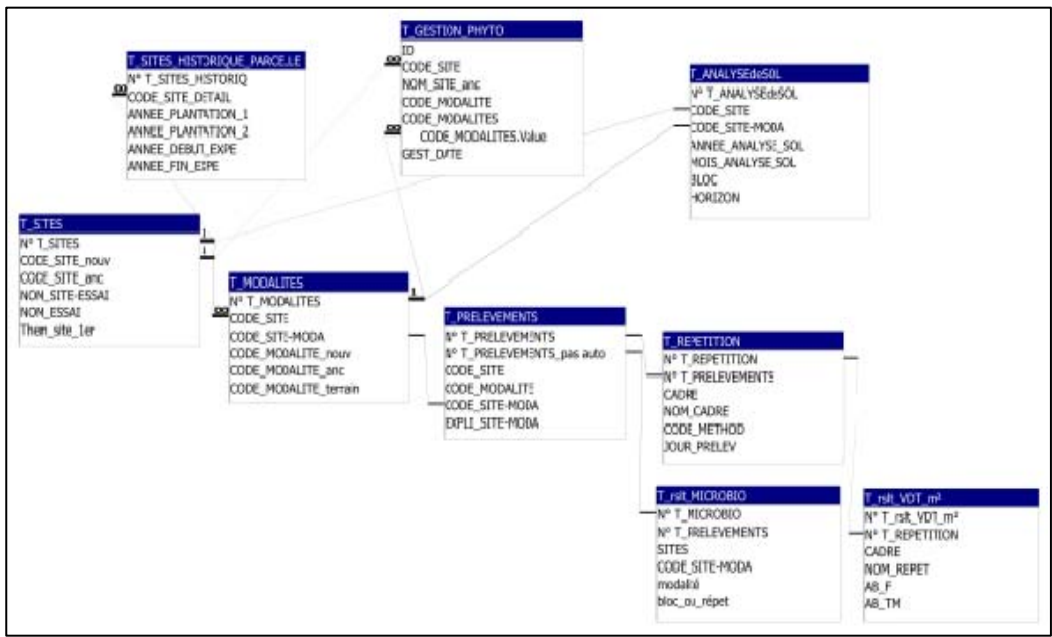 T_SITES_HISTORIQUE_PARCELLE
N° T_SITES_HISTORIQ
CODE_SITE_DETAIL
ANNEE_PLANTATION_1
ANNEE_PLANTATION_2
ANNEE_DEBUT_EXPE
ANNEE_FIN_EXPE
T_GESTION_PHYTO
ID
CODE_SITE
NOM_SITE_anc
CODE_MODALITE
CODE_MODALITES
CODE_MODALITES.Value
GEST_DATE
T_ANALYSEdeSOL
N° T_ANALYSEdeSOL
CODE_SITE
CODE_SITE-MODA
ANNEE_ANALYSE_SOL
MOIS_ANALYSE_SOL
BLOC
HORIZON
T_SITES
N° T_SITES
CODE_SITE_nouv
CODE_SITE_anc
NOM_SITE-ESSAI
NOM_ESSAI
Them_site_1er
T_MODALITES
N° T_MODALITES
CODE_SITE
CODE_SITE-MODA
CODE_MODALITE_nouv
CODE_MODALITE_anc
CODE_MODALITE_terrain
T_PRELEVEMENTS
N° T_PRELEVEMENTS
N° T_PRELEVEMENTS_pas auto
CODE_SITE
CODE_MODALITE
CODE_SITE-MODA
EXPLI_SITE-MODA
T_REPETITION
N° T_REPETITION
N° T_PRELEVEMENTS
CADRE
NOM_CADRE
CODE_METHOD
JOUR_PRELEV
T_rslt_MICROBIO
N° T_MICROBIO
N° T_PRELEVEMENTS
SITES
CODE_SITE-MODA
modalité
bloc_ou_répet
T_rslt_VDT_m²
N° T_rslt_VDT_m²
N° T_REPETITION
CADRE
NOM_REPET
AB_F
AB_TM